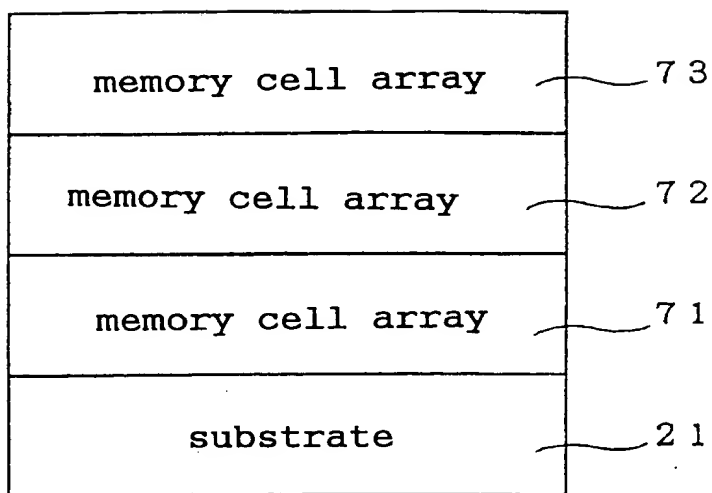 memory cell array 73
memory cell array 72
memory cell array 71
substrate 21